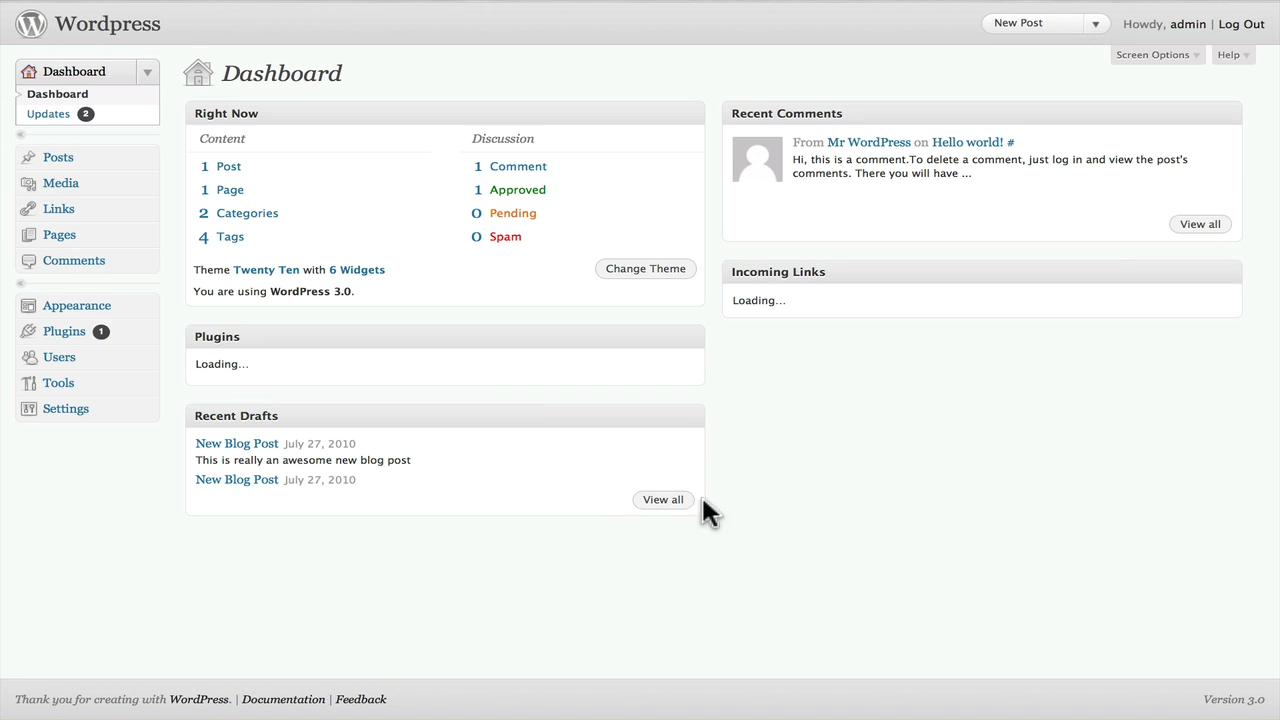 Wordpress
New Post
Howdy, admin | Log Out
Screen Options
Help
Dashboard
Dashboard
Updates 2
Posts
Media
Links
Pages
Comments
Appearance
Plugins 1
Users
Tools
Settings
Dashboard
Right Now
Content
1 Post
1 Page
2 Categories
4 Tags
Discussion
1 Comment
1 Approved
0 Pending
0 Spam
Theme Twenty Ten with 6 Widgets
Change Theme
You are using WordPress 3.0.
Plugins
Loading...
Recent Drafts
New Blog Post July 27, 2010
This is really an awesome new blog post
New Blog Post July 27, 2010
View all
Recent Comments
From Mr WordPress on Hello world! #
Hi, this is a comment.To delete a comment, just log in and view the post's
comments. There you will have ...
View all
Incoming Links
Loading...
Thank you for creating with WordPress. | Documentation | Feedback
Version 3.0